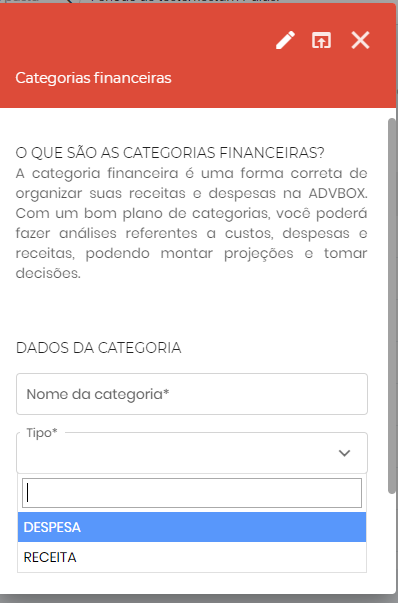 Categorias financeiras
O QUE SÃO AS CATEGORIAS FINANCEIRAS?
A categoria financeira é uma forma correta de
organizar suas receitas e despesas na ADVBOX.
Com um bom plano de categorias, você poderá
fazer análises referentes a custos, despesas e
receitas, podendo montar projeções e tomar
decisões.
DADOS DA CATEGORIA
Nome da categoria*
Tipo*
DESPESA
RECEITA